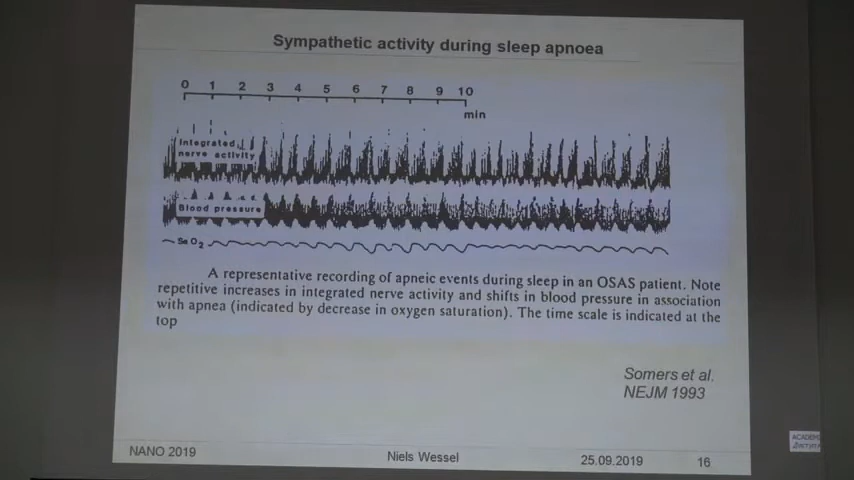 Sympathetic activity during sleep apnoea
0 1 2 3 4 5 6 7 8 9 10
min
Integrated
nerve activity
Blood pressure
SaO2
A representative recording of apneic events during sleep in an OSAS patient. Note
repetitive increases in integrated nerve activity and shifts in blood pressure in association
with apnea (indicated by decrease in oxygen saturation). The time scale is indicated at the
top
Somers et al.
NEJM 1993
NANO 2019 Niels Wessel 25.09.2019 16